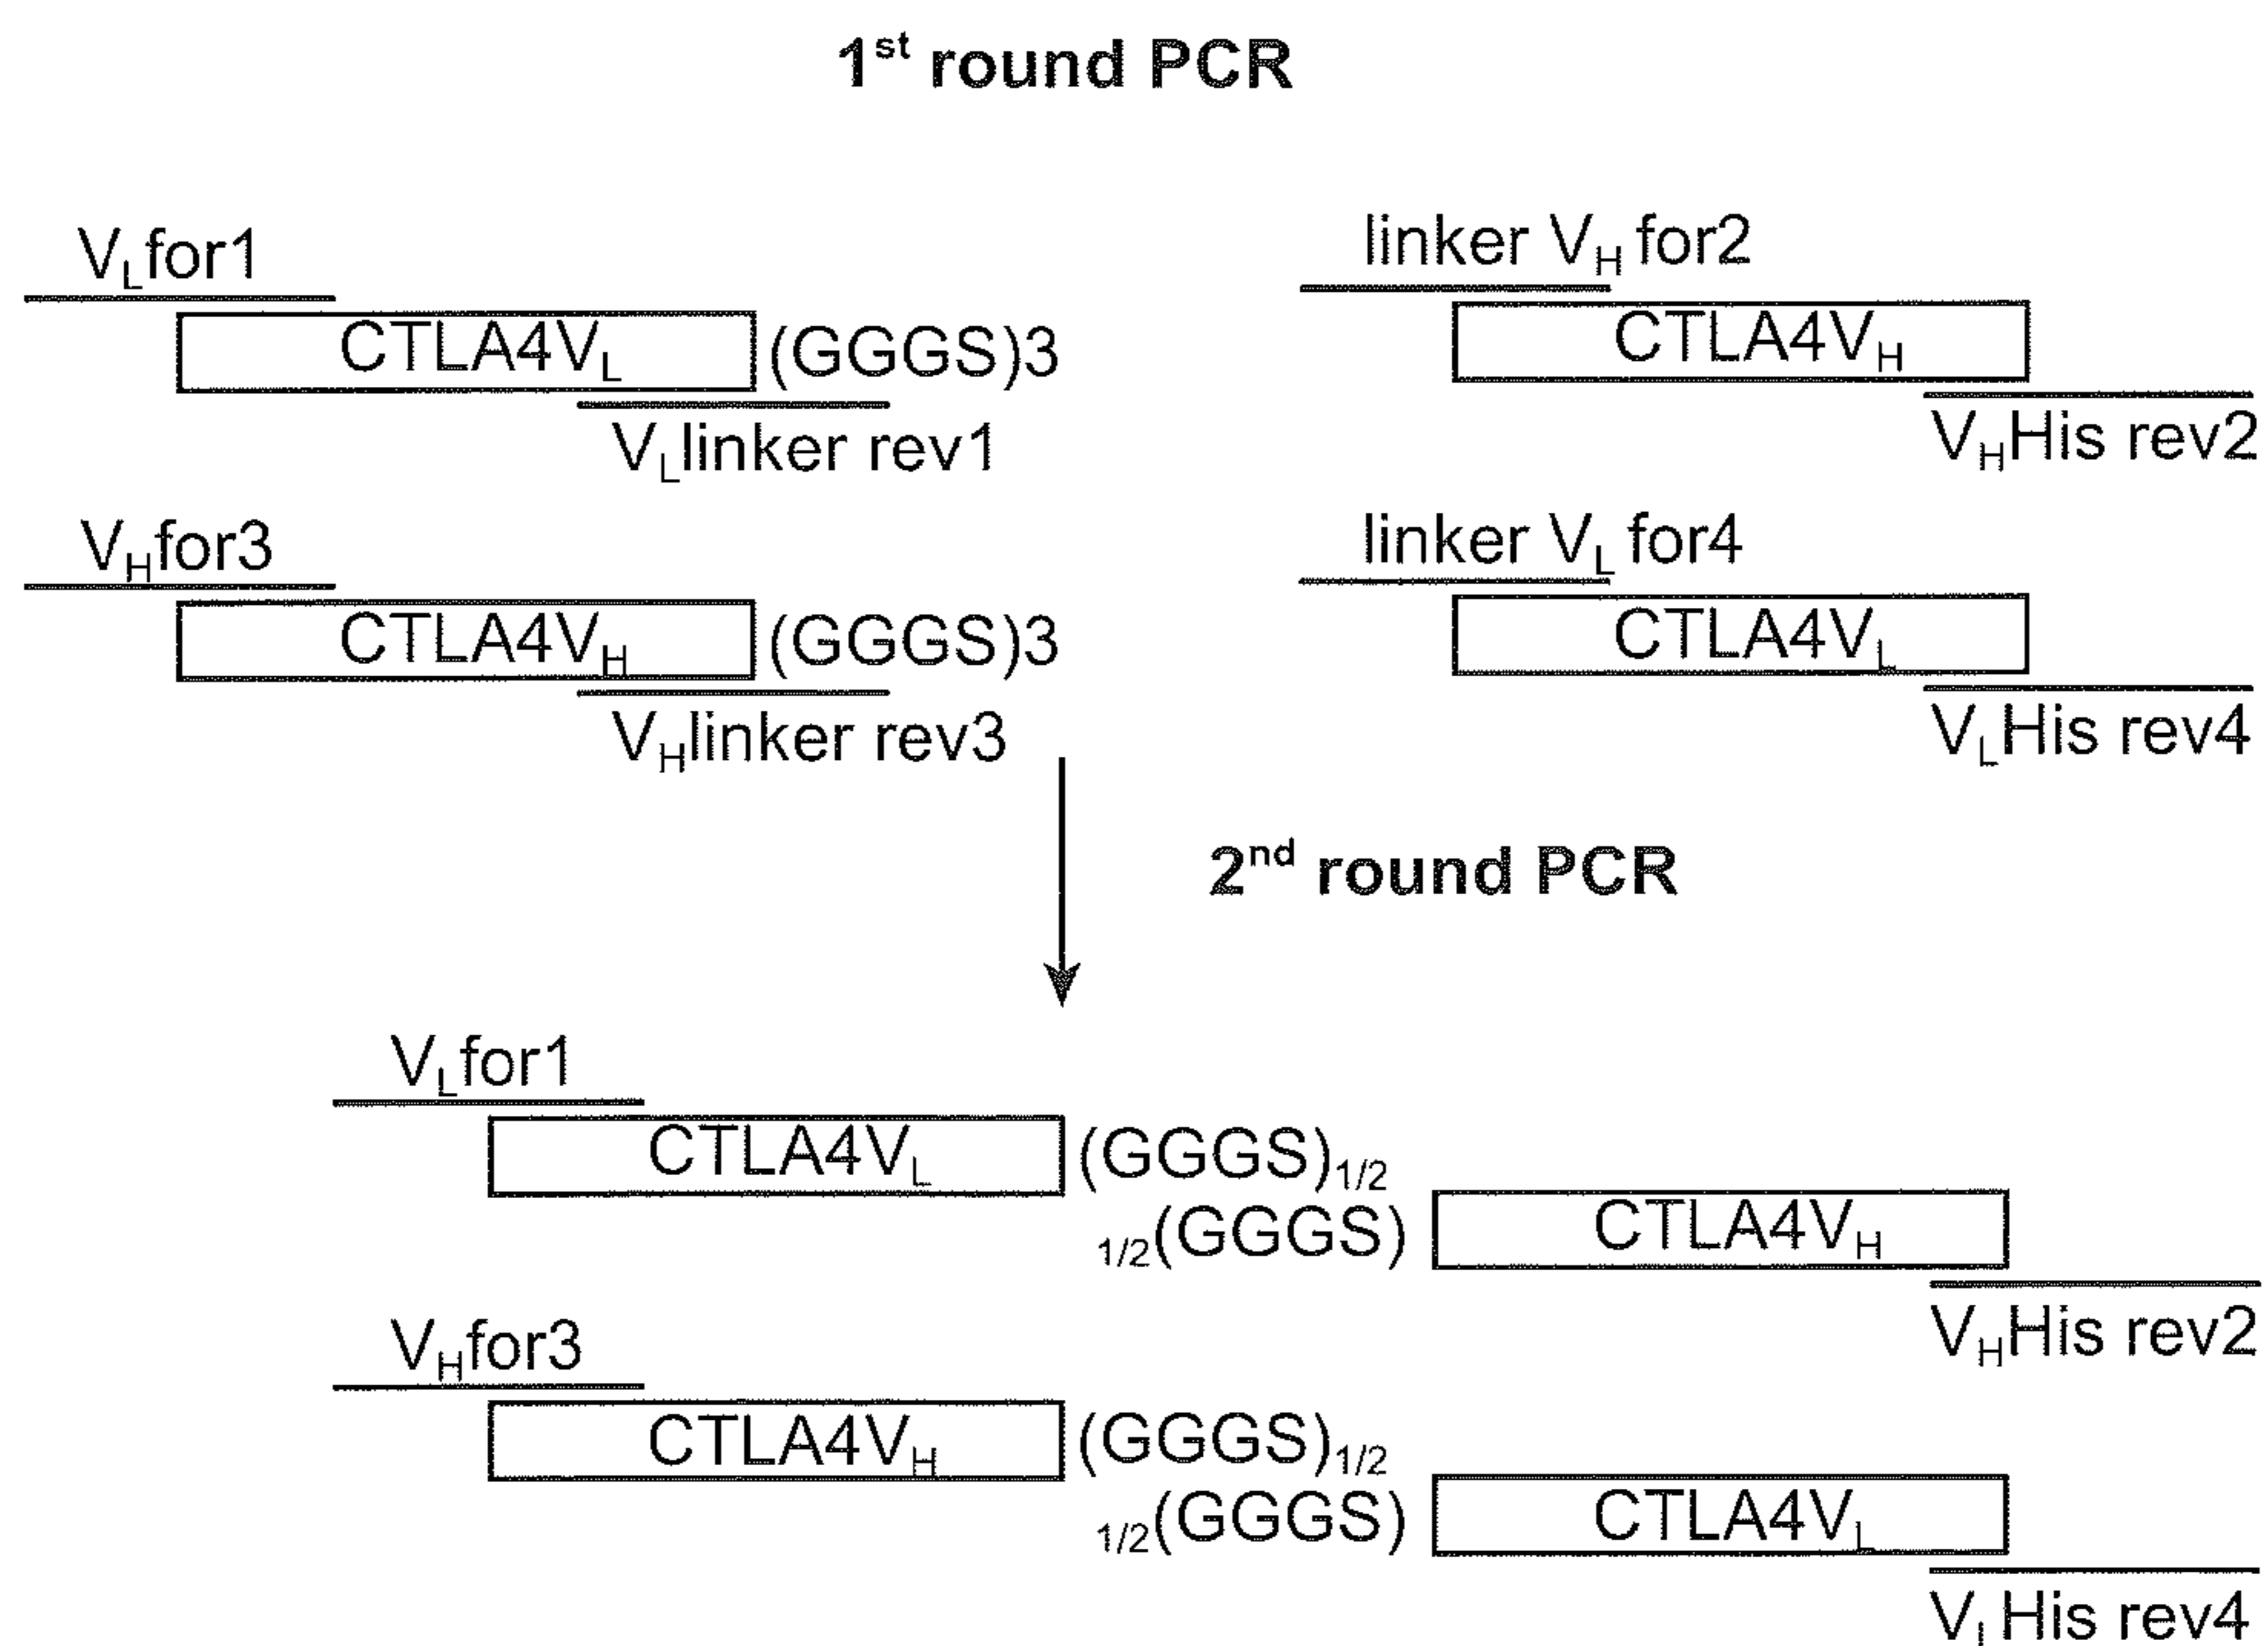 1st round PCR
VLfor1
linker VH for2
CTLA4VL (GGGS)3
CTLA4VH
VLlinker rev1
VHHis rev2
VHfor3
linker VL for4
CTLA4VH (GGGS)3
CTLA4VL
VHlinker rev3
VLHis rev4
2nd round PCR
VLfor1
CTLA4VL (GGGS)1/2
1/2(GGGS) CTLA4VH
VHHis rev2
VHfor3
CTLA4VH (GGGS)1/2
1/2(GGGS) CTLA4VL
VLHis rev4